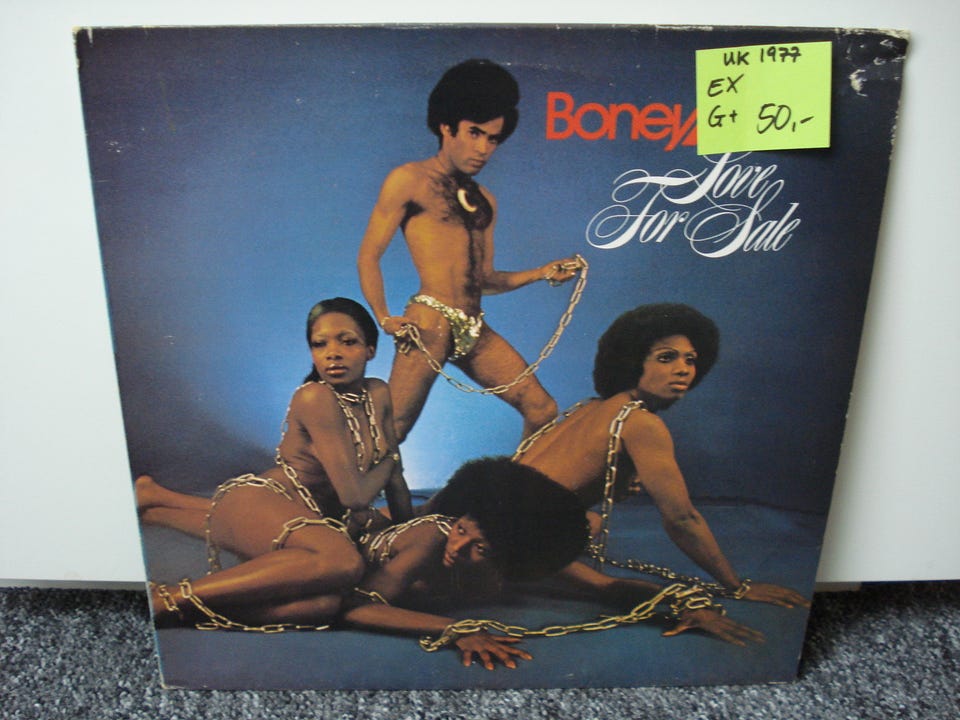 UK 1977
EX
G+ 50,-
Boney
Love
For Sale